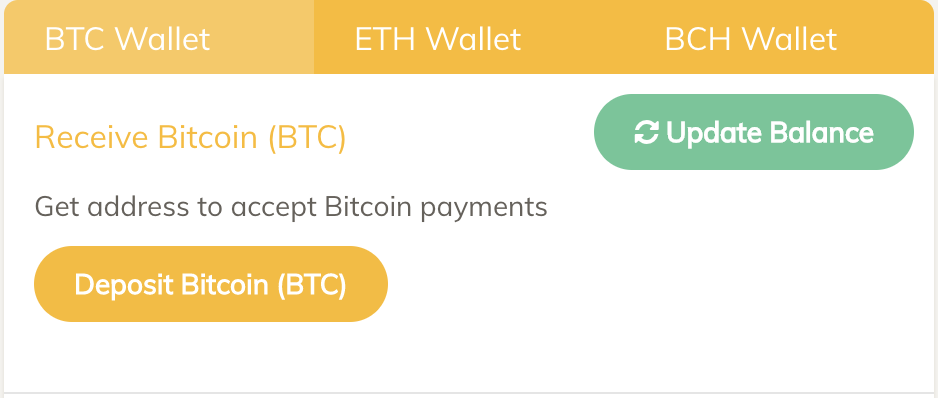 BTC Wallet
ETH Wallet
BCH Wallet
Receive Bitcoin (BTC)
Update Balance
Get address to accept Bitcoin payments
Deposit Bitcoin (BTC)